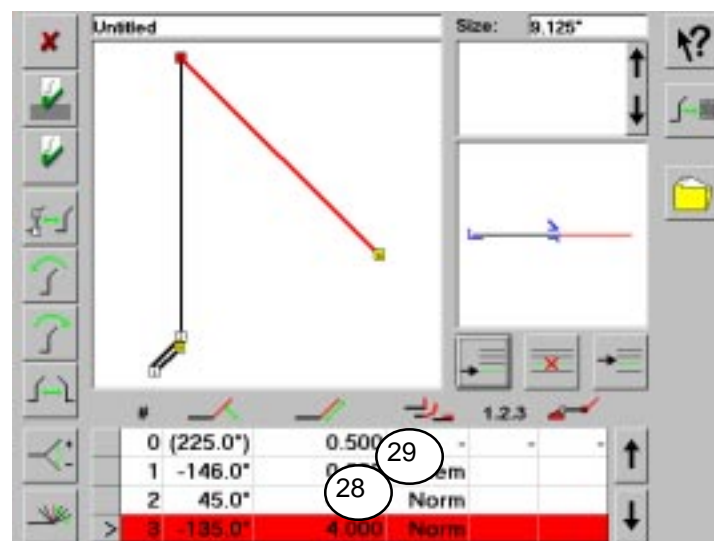 Untitled
Size: 9.125"
# 1.2.3
0 (225.0°) 0.500 - - -
1 -146.0° 29
2 45.0° 28 Norm
> 3 -135.0° 4.000 Norm